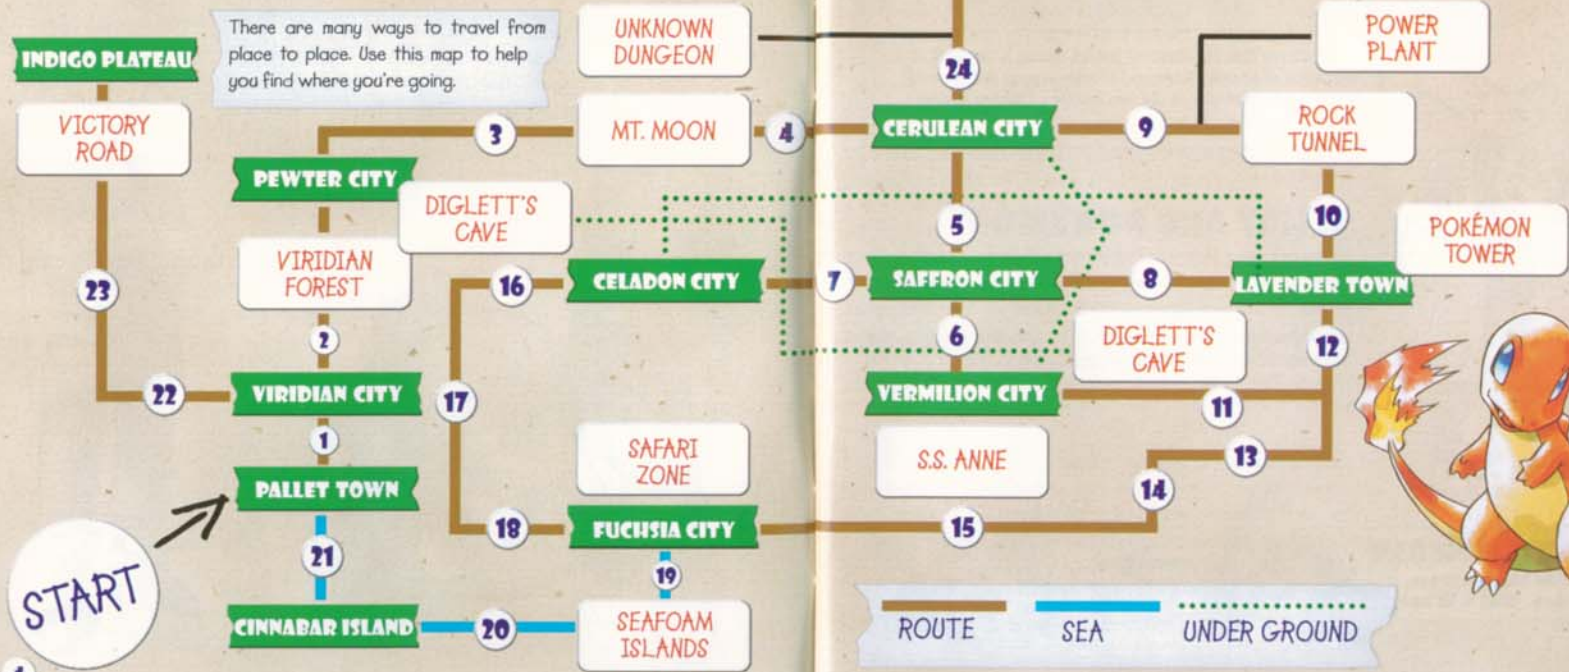 There are many ways to travel from
place to place. Use this map to help
you find where you're going.
INDIGO PLATEAU
VICTORY
ROAD
23
22
UNKNOWN
DUNGEON
24
POWER
PLANT
3
MT. MOON
4
CERULEAN CITY
9
ROCK
TUNNEL
PEWTER CITY
DIGLETT'S
CAVE
5
10
POKÉMON
TOWER
VIRIDIAN
FOREST
16
CELADON CITY
7
SAFFRON CITY
8
LAVENDER TOWN
2
6
DIGLETT'S
CAVE
12
VIRIDIAN CITY
17
VERMILION CITY
11
1
SAFARI
ZONE
S.S. ANNE
13
PALLET TOWN
14
START
18
FUCHSIA CITY
15
21
19
CINNABAR ISLAND
20
SEAFOAM
ISLANDS
ROUTE
SEA
UNDER GROUND